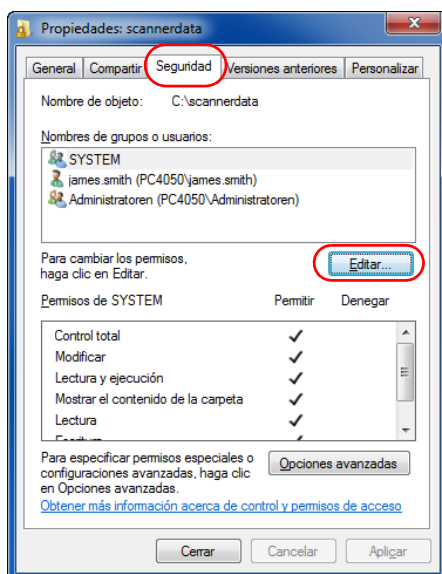 Propiedades: scannerdata
General Compartir Seguridad Versiones anteriores Personalizar
Nombre de objeto: C:\scannerdata
Nombres de grupos o usuarios:
SYSTEM
james.smith (PC4050\james.smith)
Administratoren (PC4050\Administratoren)
Para cambiar los permisos,
haga clic en Editar.
Editar...
Permisos de SYSTEM Permitir Denegar
Control total
Modificar
Lectura y ejecución
Mostrar el contenido de la carpeta
Lectura
Para especificar permisos especiales o
configuraciones avanzadas, haga clic
en Opciones avanzadas.
Opciones avanzadas
Obtener más información acerca de control y permisos de acceso
Cerrar Cancelar Aplicar